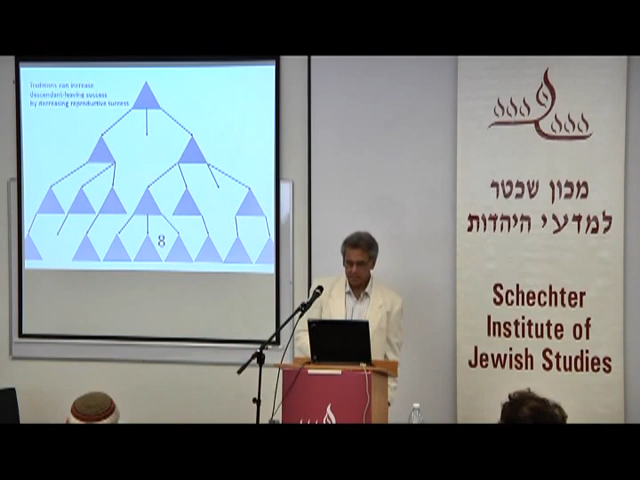 Traditions can increase
descendant-leaving success
by decreasing reproductive success
8
מכון שכטר
למדעי היהדות
Schechter
Institute of
Jewish Studies